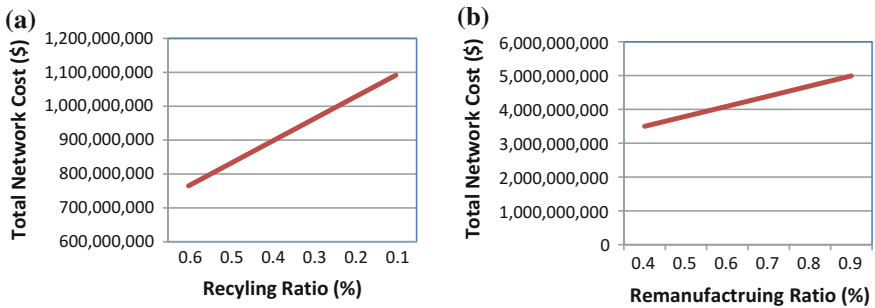 (a)
Total Network Cost ($)
1,200,000,000
1,100,000,000
1,000,000,000
900,000,000
800,000,000
700,000,000
600,000,000
0.6 0.5 0.4 0.3 0.2 0.1
Recyling Ratio (%)
(b)
Total Network Cost ($)
6,000,000,000
5,000,000,000
4,000,000,000
3,000,000,000
2,000,000,000
1,000,000,000
0
0.4 0.5 0.6 0.7 0.8 0.9
Remanufactruing Ratio (%)